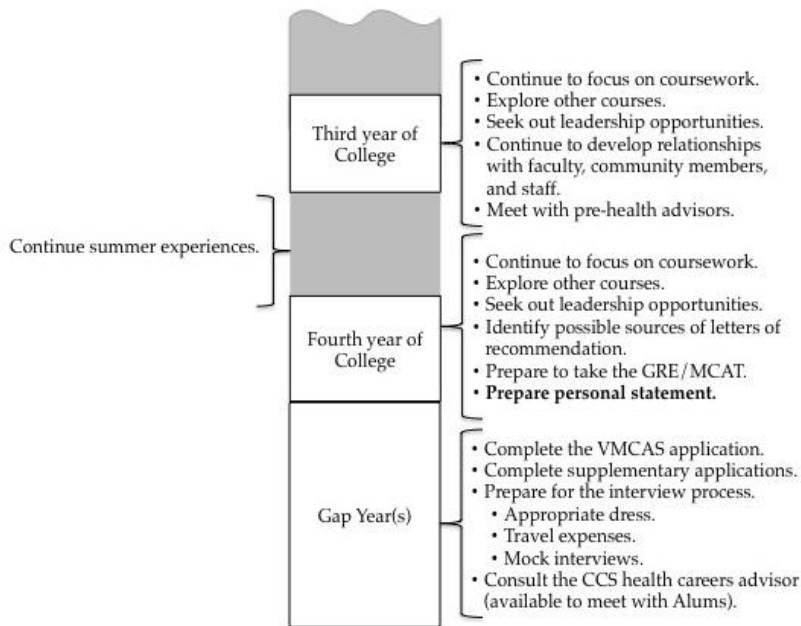 Third year of
College
• Continue to focus on coursework.
• Explore other courses.
• Seek out leadership opportunities.
• Continue to develop relationships
with faculty, community members,
and staff.
• Meet with pre-health advisors.
Continue summer experiences.
Fourth year of
College
• Continue to focus on coursework.
• Explore other courses.
• Seek out leadership opportunities.
• Identify possible sources of letters of
recommendation.
• Prepare to take the GRE/MCAT.
• Prepare personal statement.
Gap Year(s)
• Complete the VMCAS application.
• Complete supplementary applications.
• Prepare for the interview process.
• Appropriate dress.
• Travel expenses.
• Mock interviews.
• Consult the CCS health careers advisor
(available to meet with Alums).